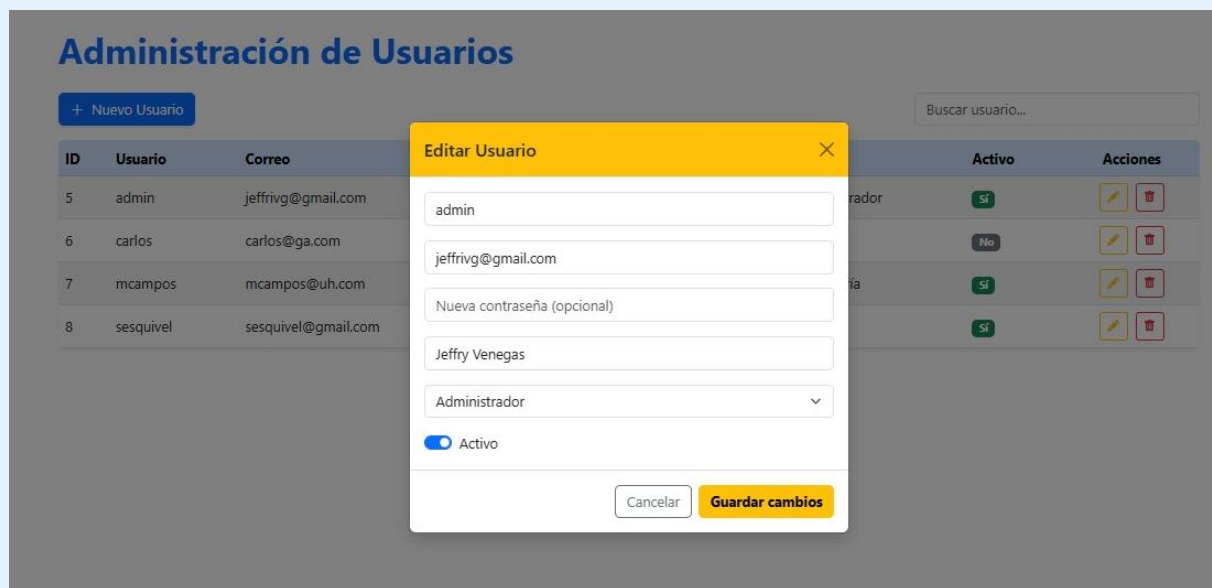 Administración de Usuarios
+ Nuevo Usuario
Buscar usuario...
ID Usuario Correo Activo Acciones
5 admin jeffrivg@gmail.com Sí
6 carlos carlos@ga.com No
7 mcampos mcampos@uh.com Sí
8 sesquivel sesquivel@gmail.com Sí
Editar Usuario
admin
jeffrivg@gmail.com
Nueva contraseña (opcional)
Jeffry Venegas
Administrador
Activo
Cancelar Guardar cambios